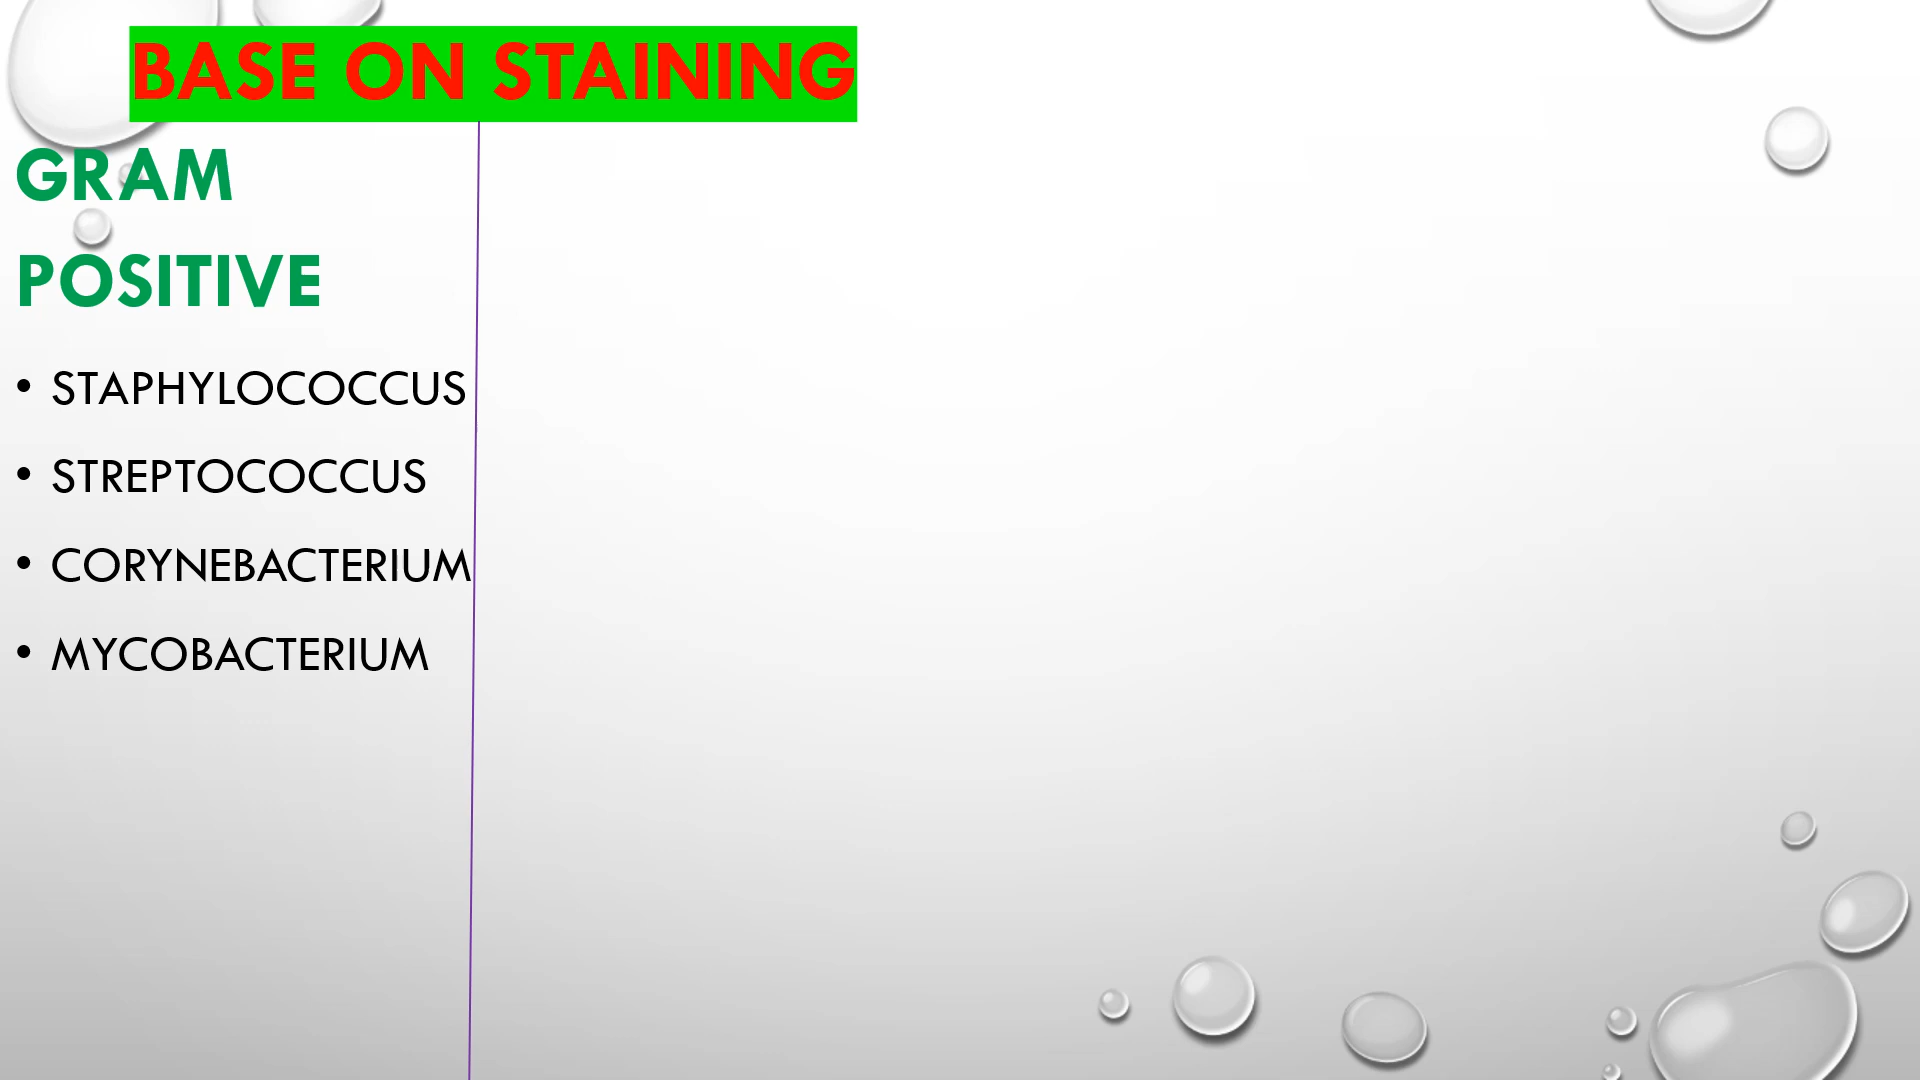 BASE ON STAINING
GRAM
POSITIVE
• STAPHYLOCOCCUS
• STREPTOCOCCUS
• CORYNEBACTERIUM
• MYCOBACTERIUM